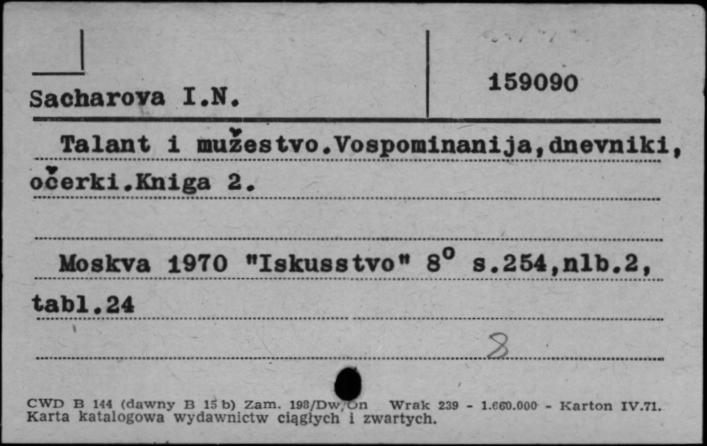 159090
Sacharova I.N.
Talant i mužestvo.Vospominanija,dnevniki,
očerki.Kniga 2.
Moskva 1970 "Iskusstvo" 8⁰ s.254,nlb.2,
tabl.24
8
CWD B 144 (dawny B 15 b) Zam. 198/Dw/On Wrak 239 - 1.660.000 - Karton IV.71.
Karta katalogowa wydawnictw ciągłych i zwartych.